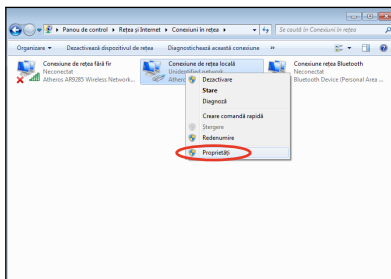 Panou de control ▸ Rețea și Internet ▸ Conexiuni în rețea
Se caută în Conexiuni în rețea
Organizare Dezactivează dispozitivul de rețea Diagnostichează această conexiune »
Conexiune de rețea fără fir
Neconectat
Atheros AR9285 Wireless Network...
Conexiune de rețea locală
Unidentified network
Atheros
Conexiune rețea Bluetooth
Neconectat
Bluetooth Device (Personal Area ...
Dezactivare
Stare
Diagnoză
Creare comandă rapidă
Ștergere
Redenumire
Proprietăți